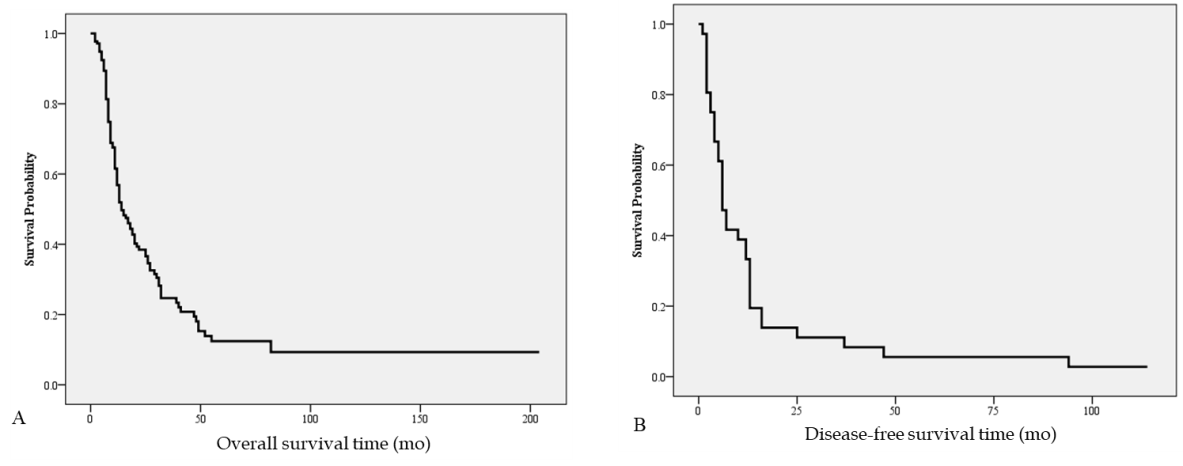 1.0
0.8
0.6
0.4
0.2
0.0
Survival Probability
0 50 100 150 200
Overall survival time (mo)
A
1.0
0.8
0.6
0.4
0.2
0.0
Survival Probability
0 25 50 75 100
Disease-free survival time (mo)
B